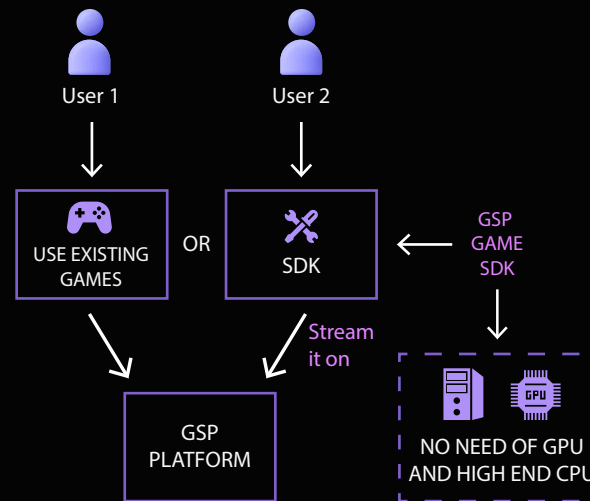 User 1
User 2
USE EXISTING
GAMES
OR
SDK
GSP
GAME
SDK
Stream
it on
GSP
PLATFORM
GPU
NO NEED OF GPU
AND HIGH END CPU